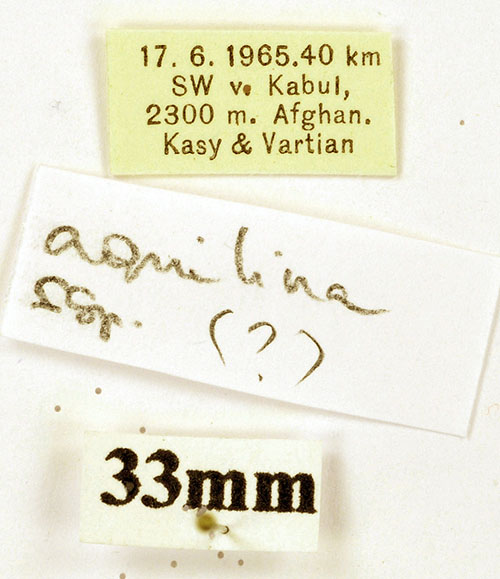 17. 6. 1965.40 km
SW v. Kabul,
2300 m. Afghan.
Kasy & Vartian
aquilina
ssp.
(?)
33mm